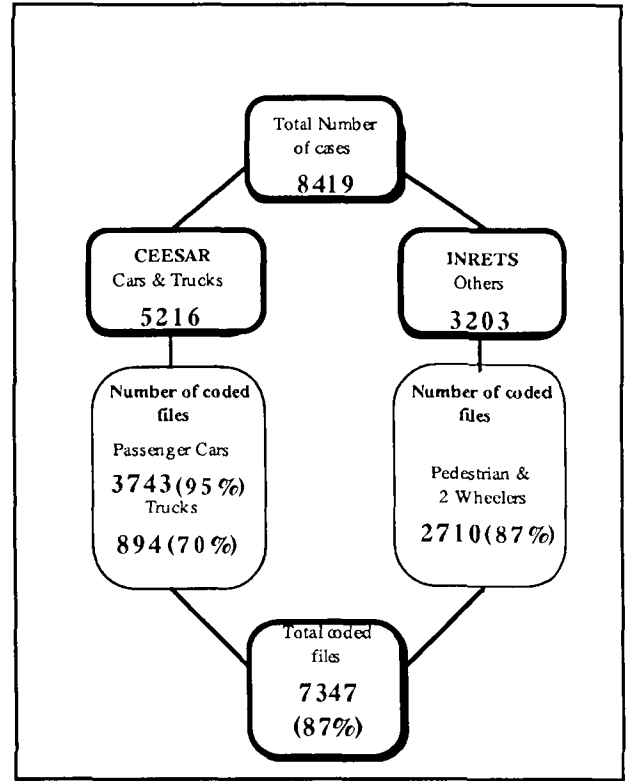 Total Number
of cases
8419
CEESAR
Cars & Trucks
5216
INRETS
Others
3203
Number of coded
files
Passenger Cars
3743 (95%)
Trucks
894 (70%)
Number of coded
files
Pedestrian &
2 Wheelers
2710 (87%)
Total coded
files
7347
(87%)